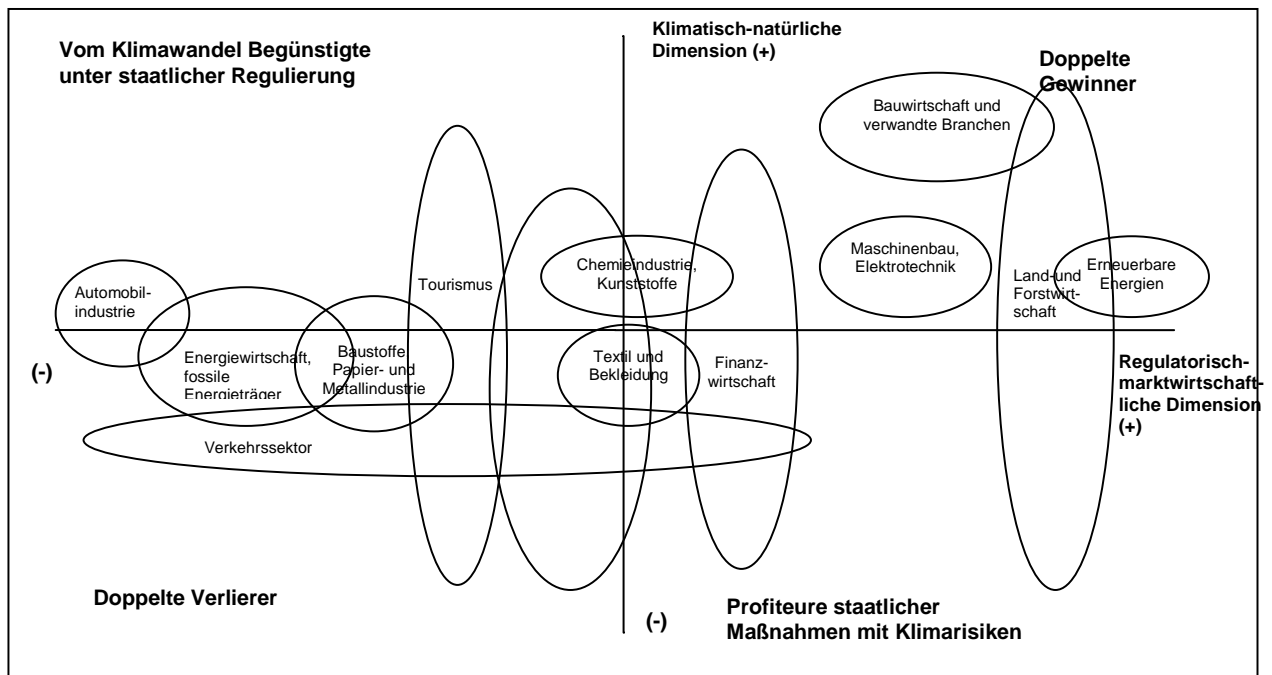 Vom Klimawandel Begünstigte
unter staatlicher Regulierung
Klimatisch-natürliche
Dimension (+)
Doppelte
Gewinner
Bauwirtschaft und
verwandte Branchen
Automobil-
industrie
Tourismus
Chemieindustrie,
Kunststoffe
Maschinenbau,
Elektrotechnik
Land-und
Forstwirt-
schaft
Erneuerbare
Energien
(-)
Energiewirtschaft,
fossile
Energieträger
Baustoffe,
Papier- und
Metallindustrie
Textil und
Bekleidung
Finanz-
wirtschaft
Regulatorisch-
marktwirtschaft-
liche Dimension
(+)
Verkehrssektor
Doppelte Verlierer
(-)
Profiteure staatlicher
Maßnahmen mit Klimarisiken